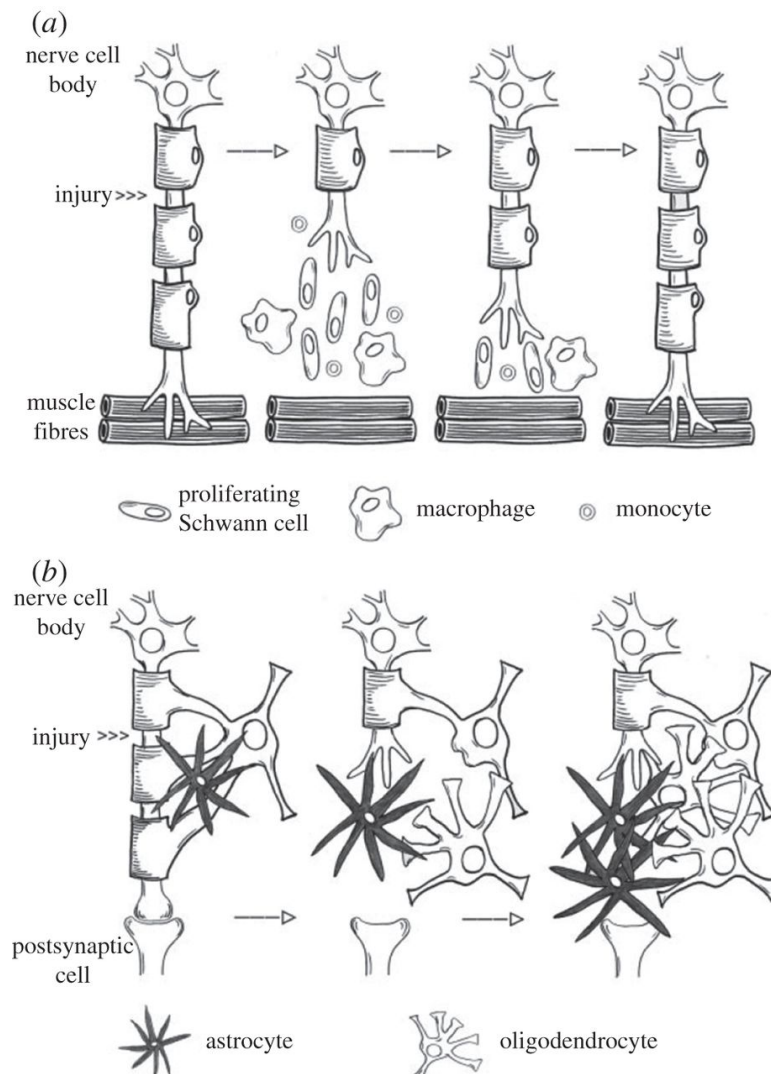 (a)
nerve cell
body
injury >>>
muscle
fibres
proliferating
Schwann cell
macrophage
monocyte
(b)
nerve cell
body
injury >>>
postsynaptic
cell
astrocyte
oligodendrocyte